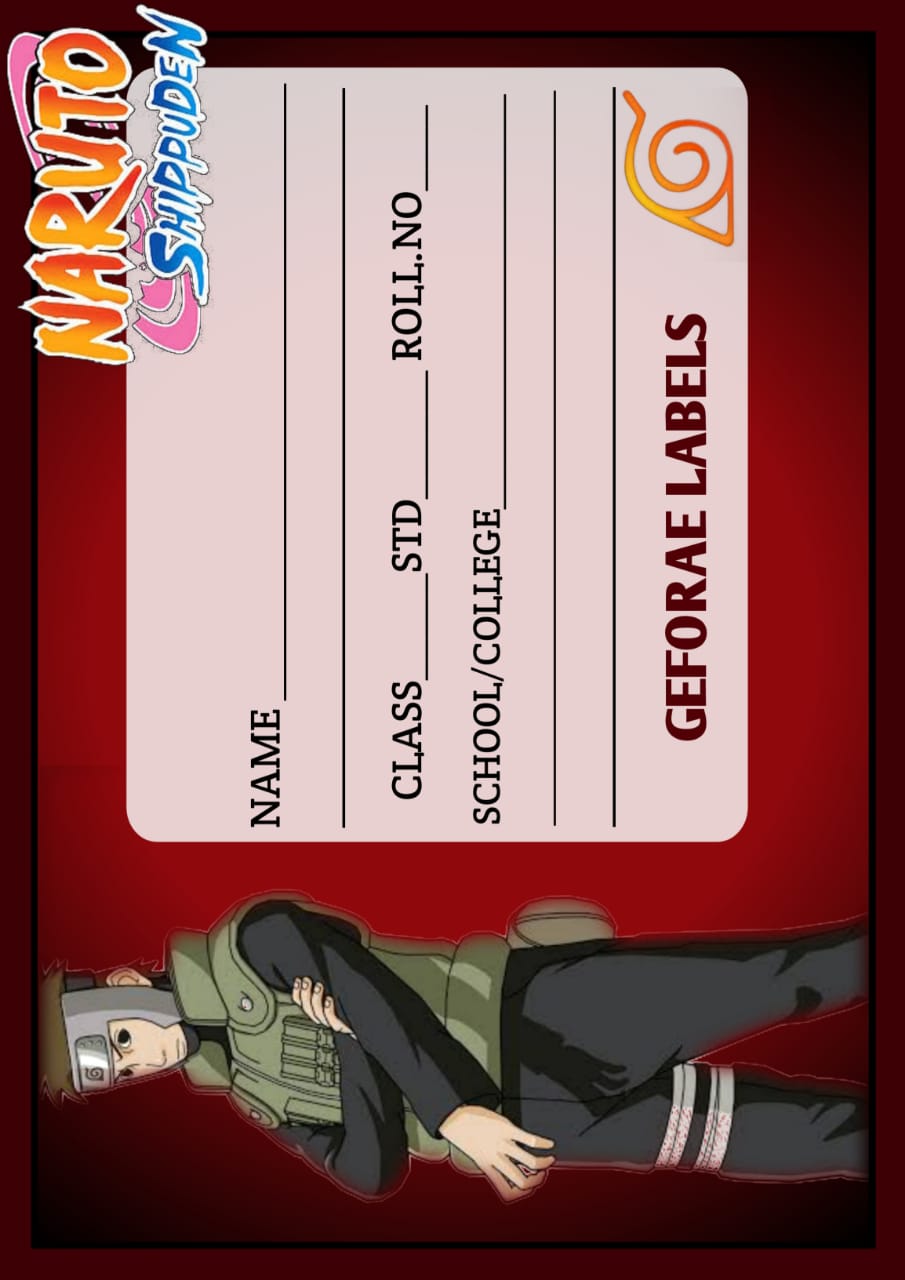 NARUTO
SHIPPUDEN
NAME
CLASS STD ROLL.NO
SCHOOL/COLLEGE
GEFORAE LABELS